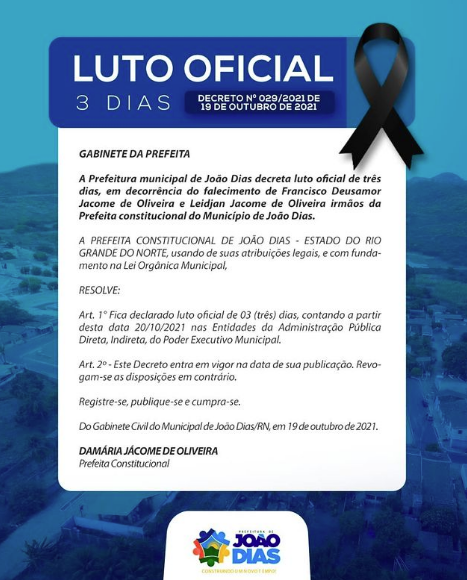 LUTO OFICIAL
3 DIAS
DECRETO Nº 029/2021 DE
19 DE OUTUBRO DE 2021
GABINETE DA PREFEITA
A Prefeitura municipal de João Dias decreta luto oficial de três
dias, em decorrência do falecimento de Francisco Deusamor
Jacome de Oliveira e Leidjan Jacome de Oliveira irmãos da
Prefeita constitucional do Município de João Dias.
A PREFEITA CONSTITUCIONAL DE JOÃO DIAS - ESTADO DO RIO
GRANDE DO NORTE, usando de suas atribuições legais, e com funda-
mento na Lei Orgânica Municipal,
RESOLVE:
Art. 1° Fica declarado luto oficial de 03 (três) dias, contando a partir
desta data 20/10/2021 nas Entidades da Administração Pública
Direta, Indireta, do Poder Executivo Municipal.
Art. 2º - Este Decreto entra em vigor na data de sua publicação. Revo-
gam-se as disposições em contrário.
Registre-se, publique-se e cumpra-se.
Do Gabinete Civil do Municipal de João Dias/RN, em 19 de outubro de 2021.
DAMÁRIA JÁCOME DE OLIVEIRA
Prefeita Constitucional
PREFEITURA DE
JOÃO
DIAS